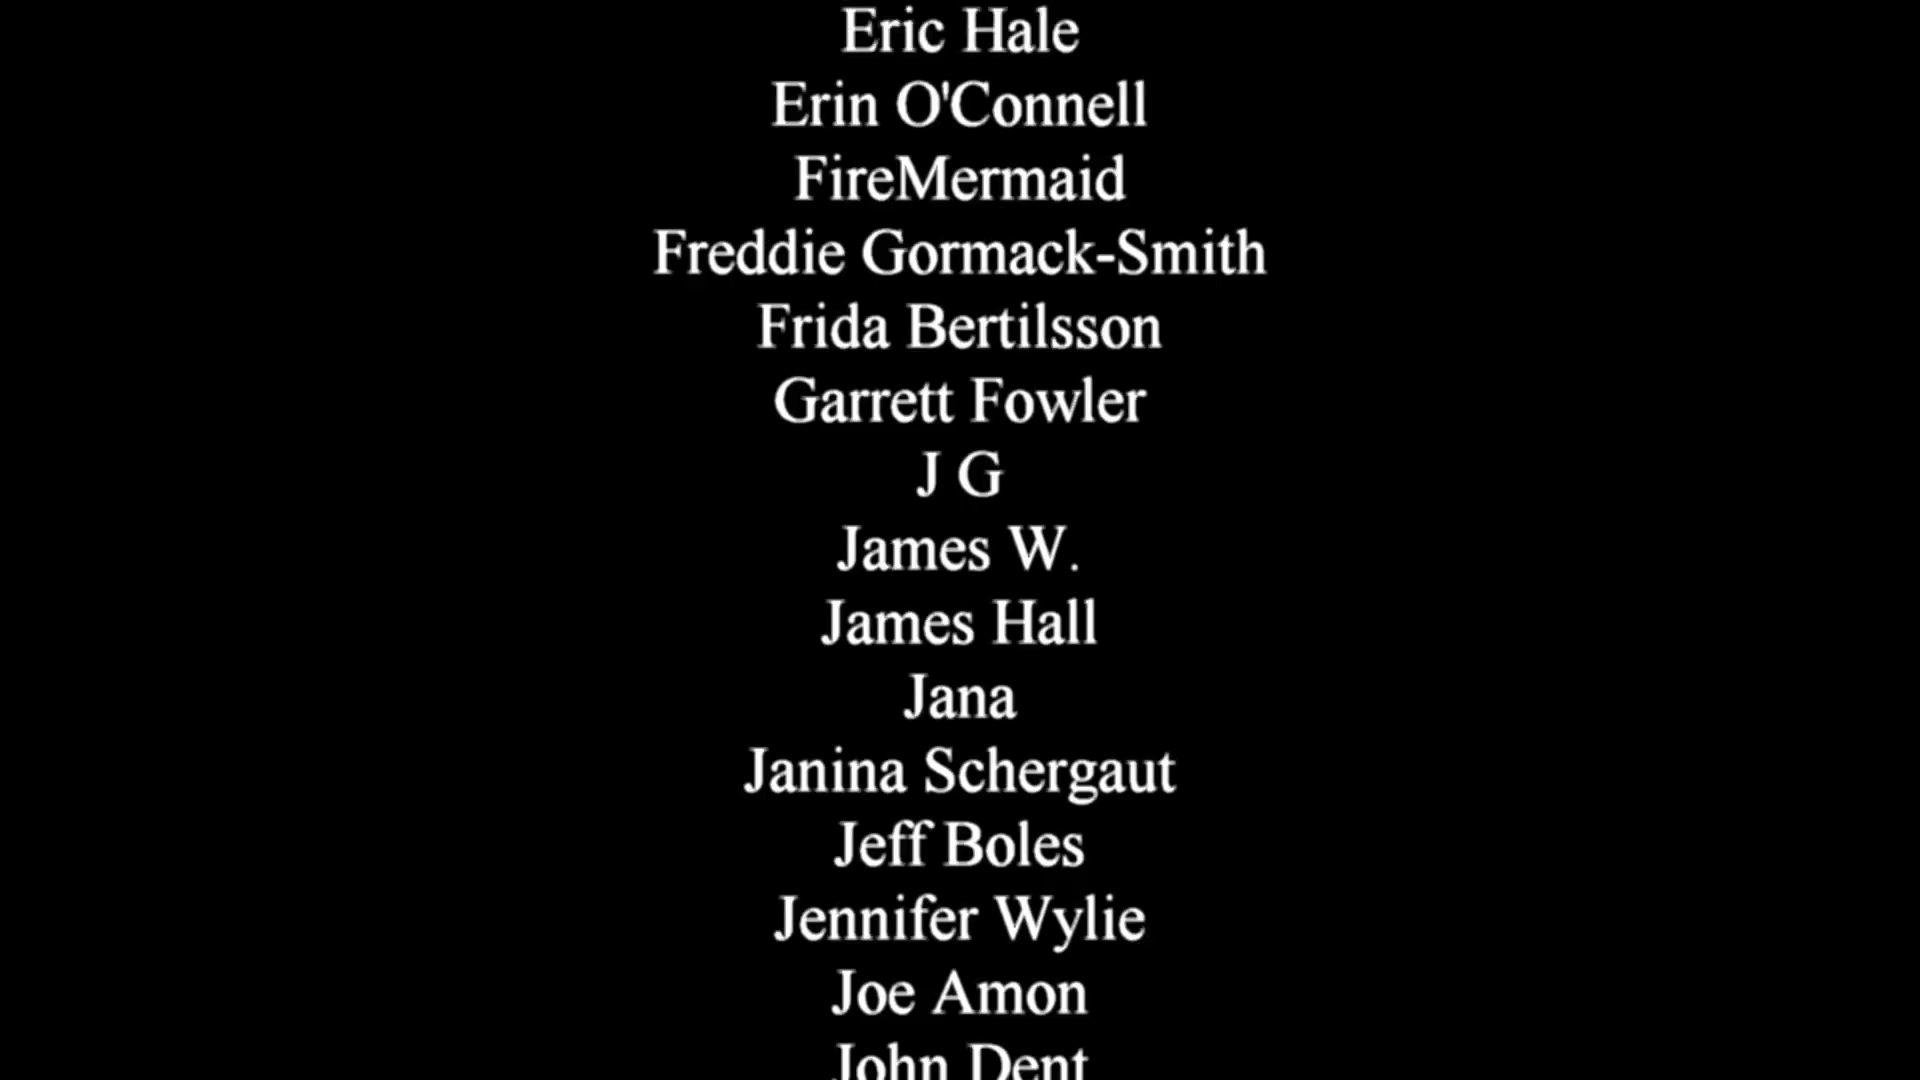 Eric Hale
Erin O'Connell
FireMermaid
Freddie Gormack-Smith
Frida Bertilsson
Garrett Fowler
J G
James W.
James Hall
Jana
Janina Schergaut
Jeff Boles
Jennifer Wylie
Joe Amon
John Dent